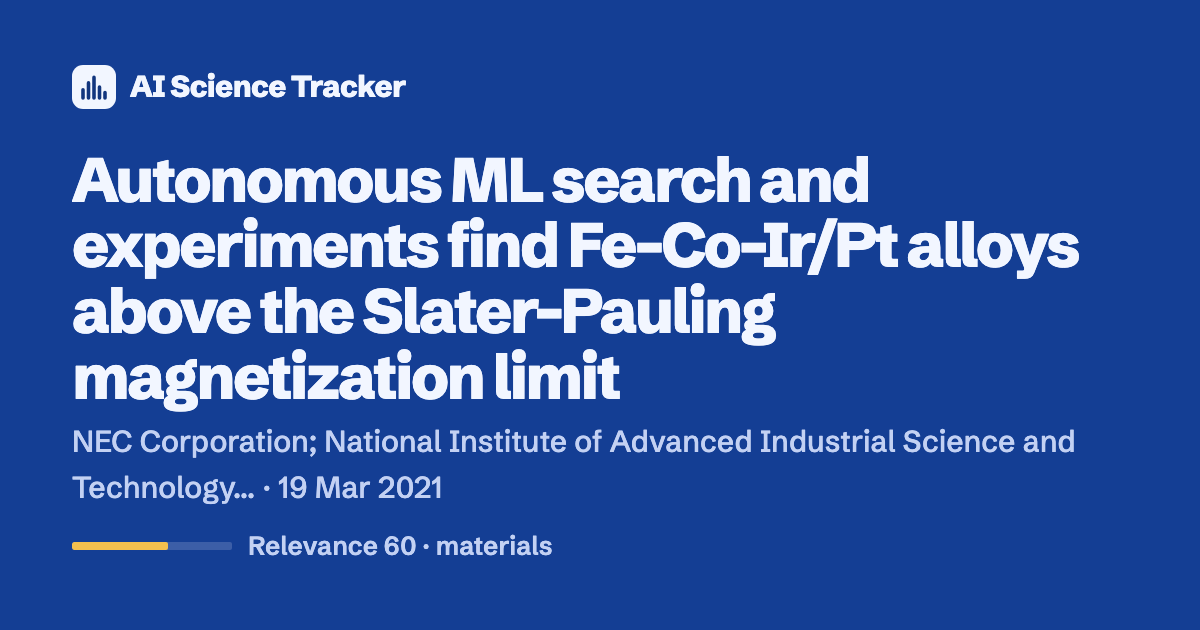 AI Science Tracker
Autonomous ML search and
experiments find Fe-Co-Ir/Pt alloys
above the Slater-Pauling
magnetization limit
NEC Corporation; National Institute of Advanced Industrial Science and
Technology... · 19 Mar 2021
Relevance 60 · materials